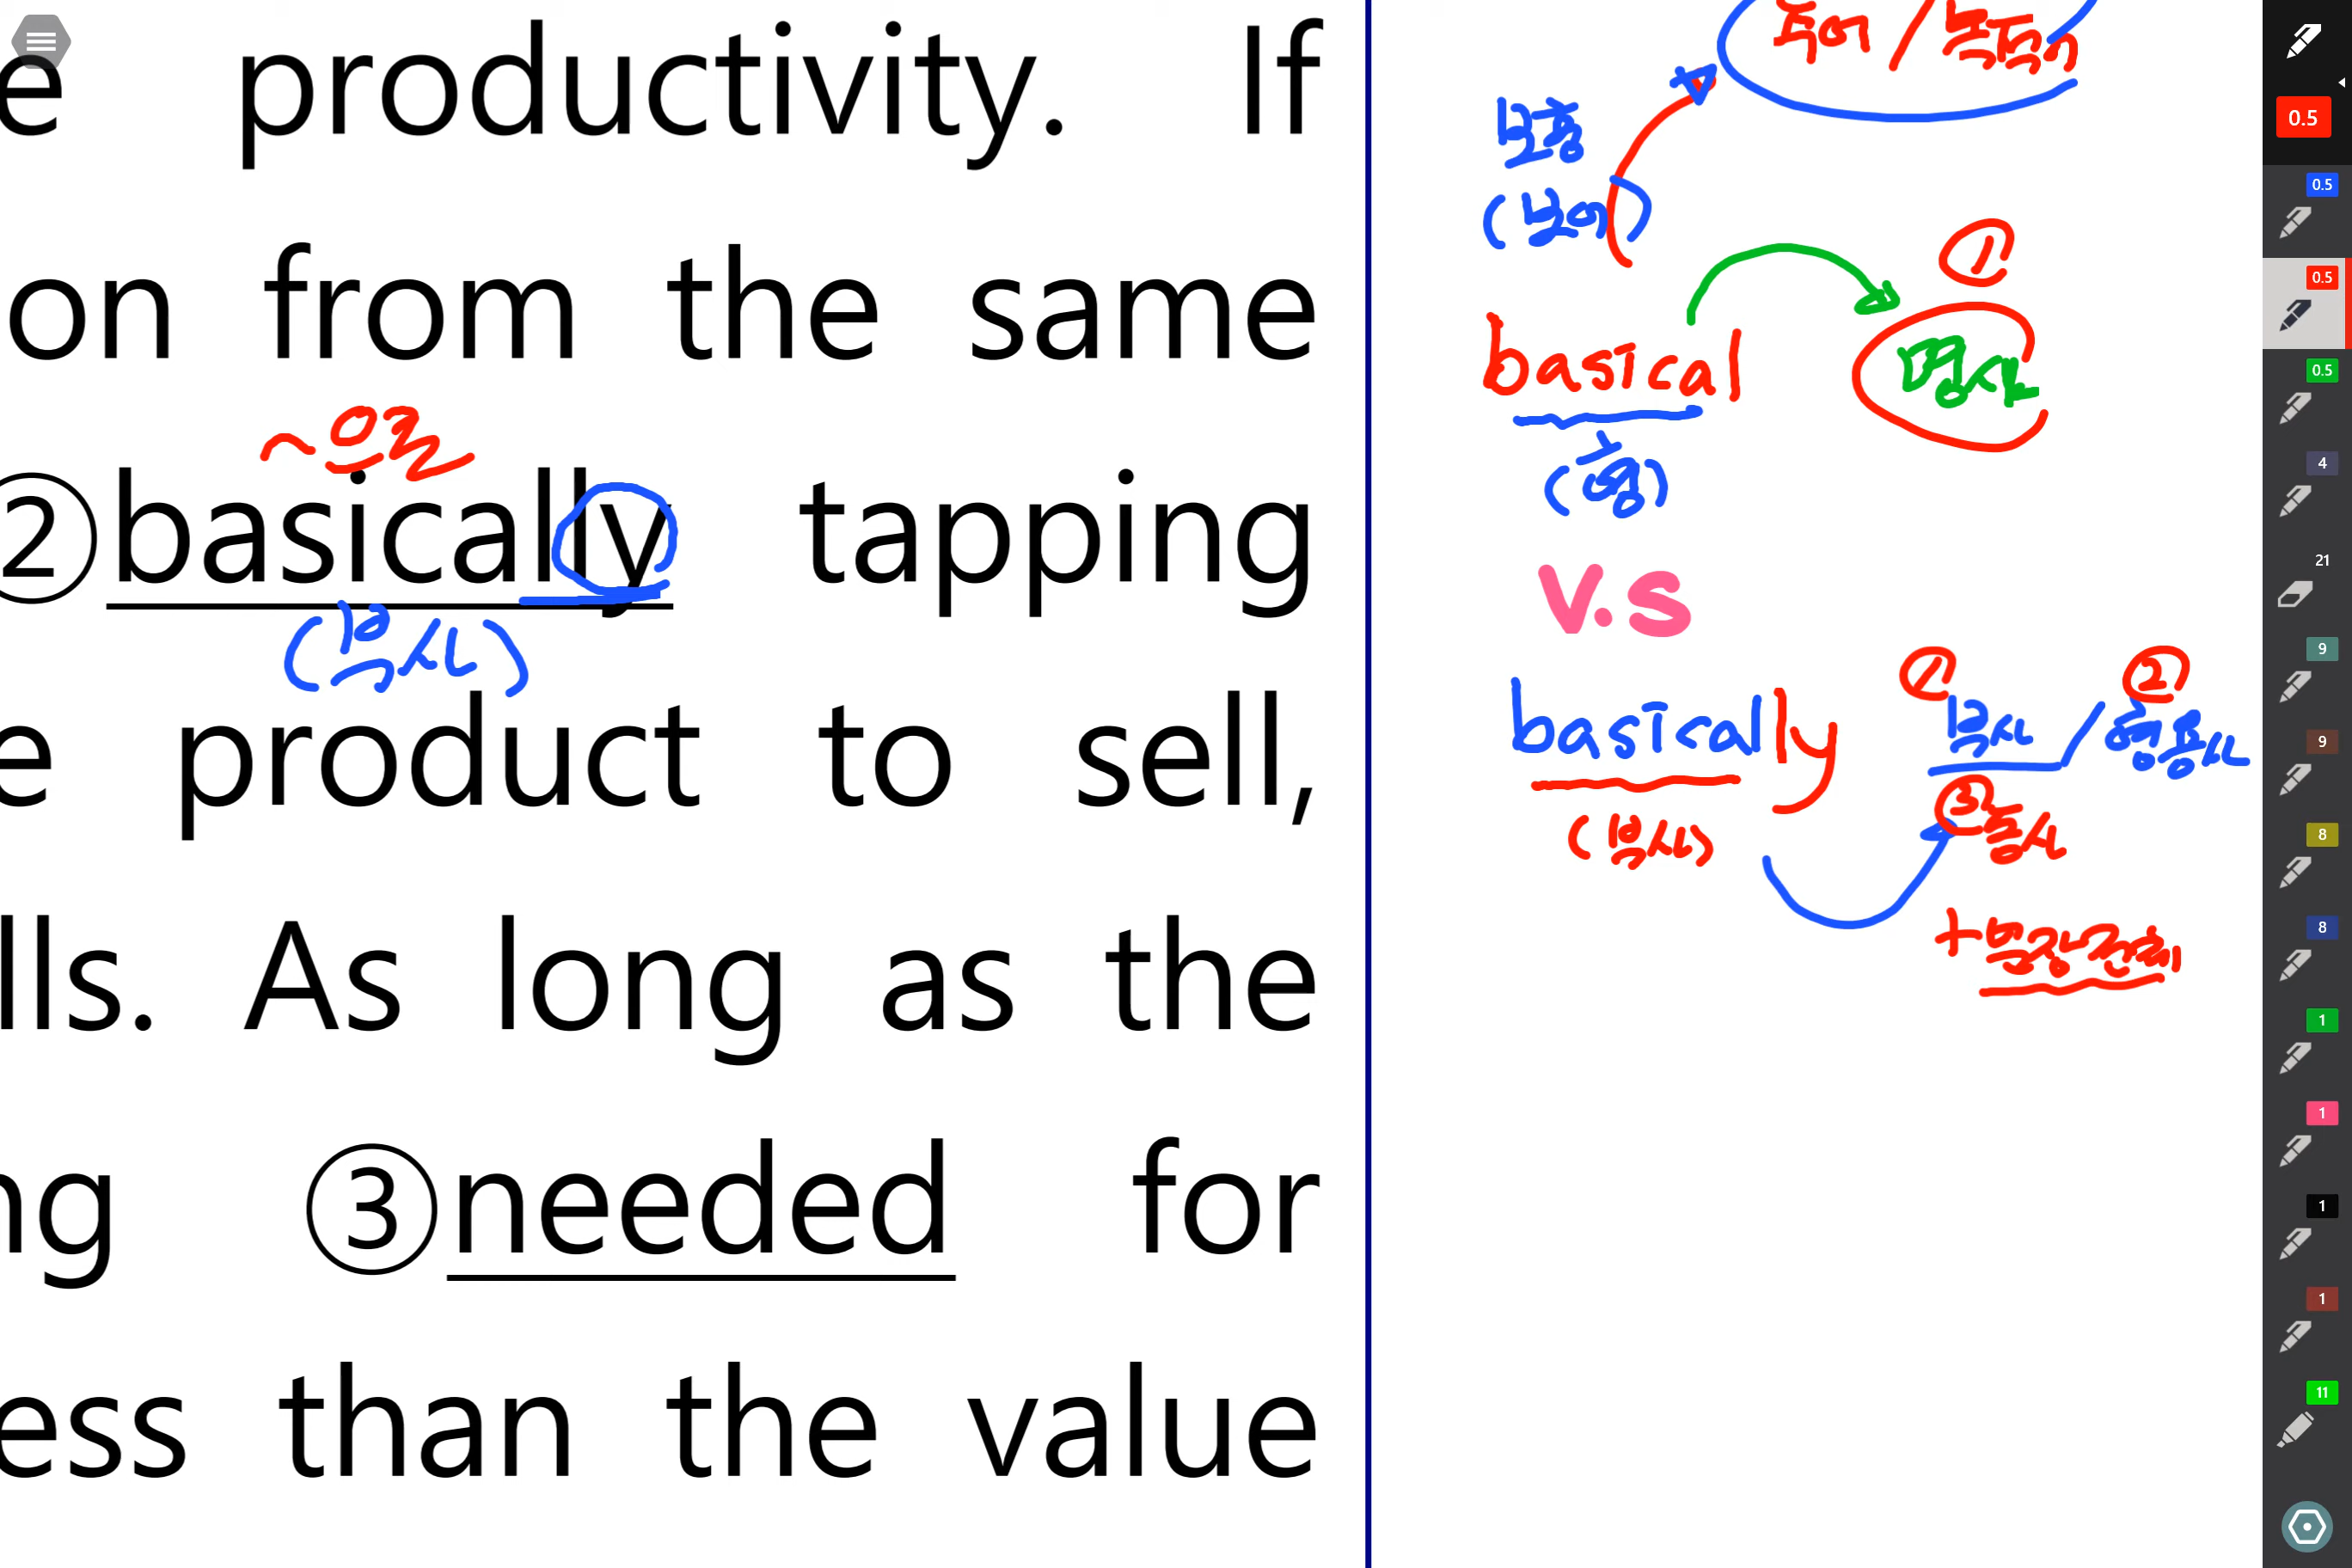 e productivity. If
on from the same
~으로
②basically tapping
(부사)
e product to sell,
lls. As long as the
ng ③needed for
ess than the value
주어 / 목적어
보충
(보어)
①
basical 명사
(형)
V.S
basically ① 부사 / ② 형용사
(부사) ③ 동사
+ 문장전체
0.5
0.5
0.5
0.5
4
21
9
9
8
8
1
1
1
1
11